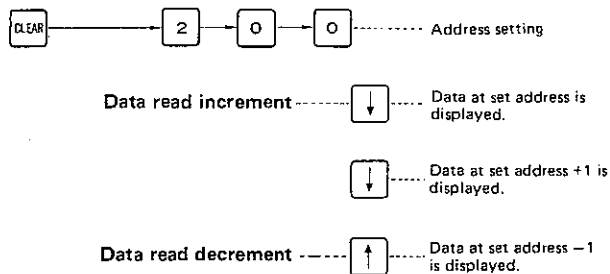 CLEAR 2 0 0 Address setting
Data read increment ↓ Data at set address is
displayed.
↓ Data at set address +1 is
displayed.
Data read decrement ↑ Data at set address −1
is displayed.